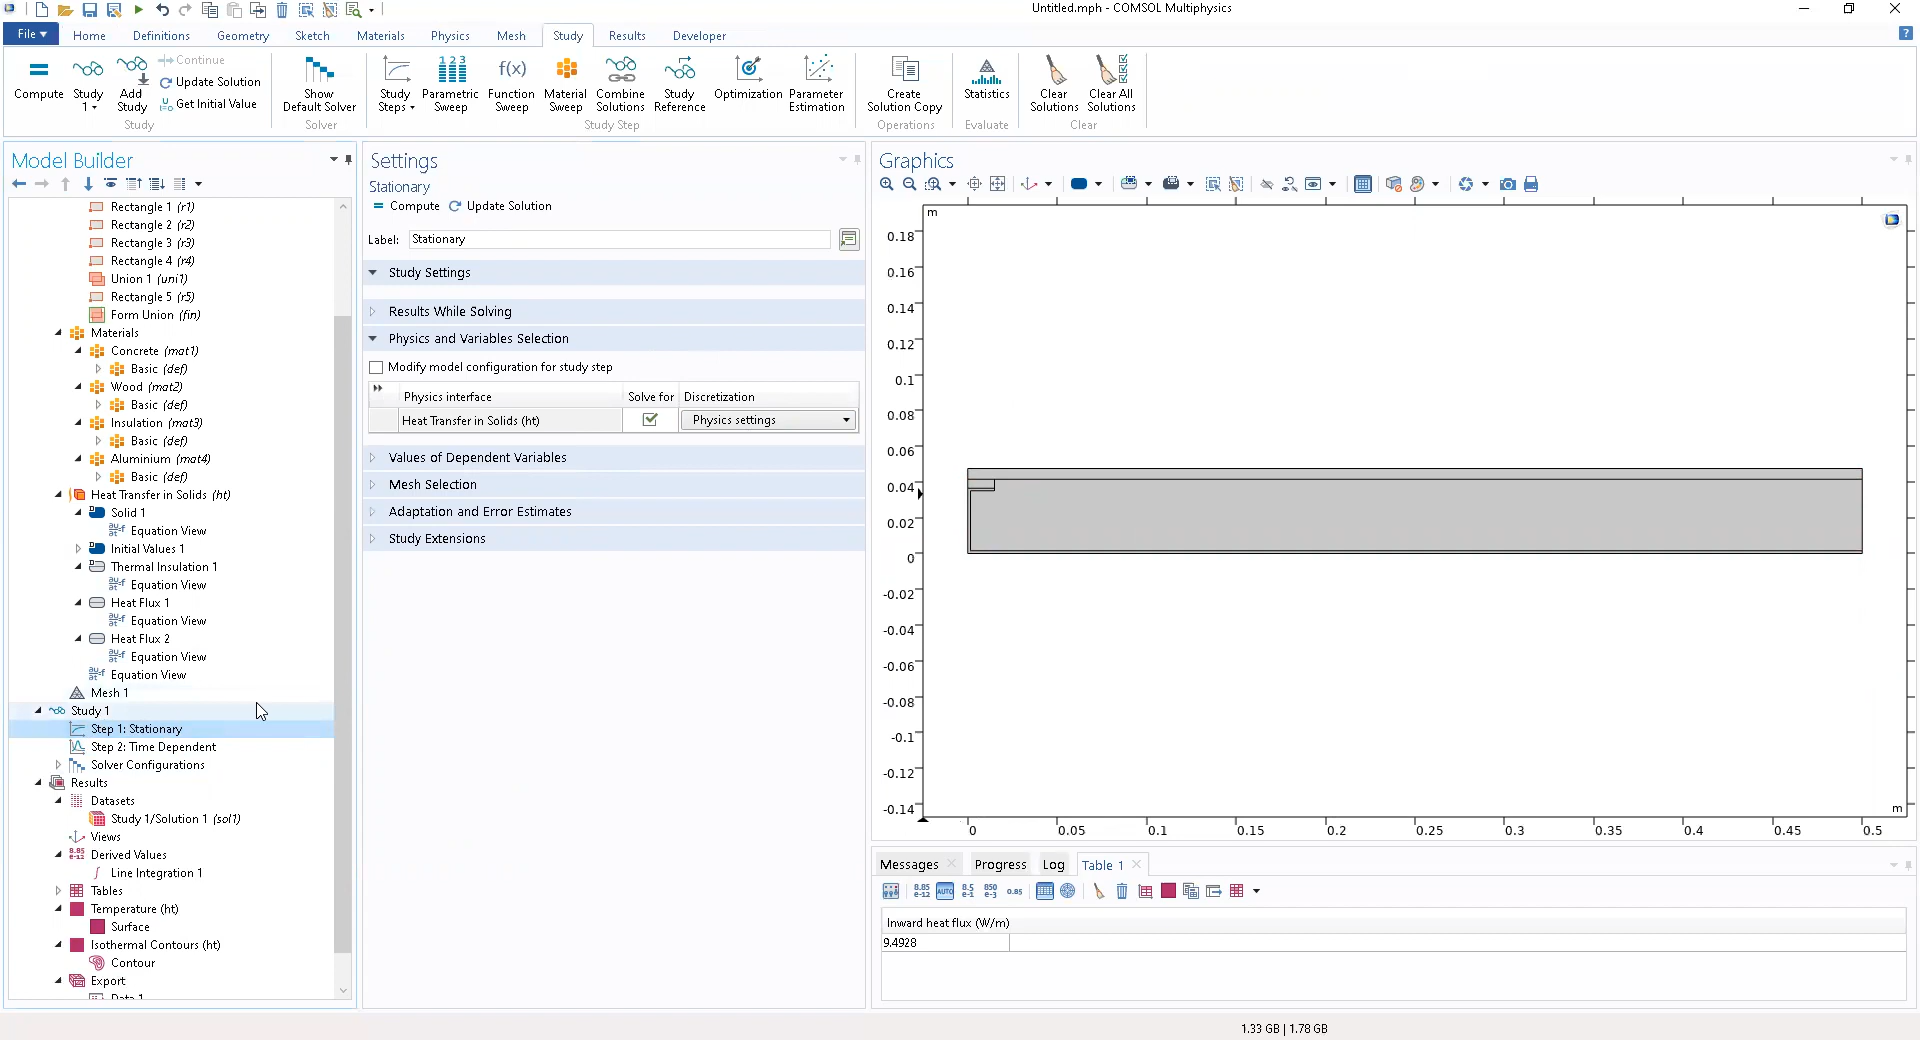 Untitled.mph - COMSOL Multiphysics
File Home Definitions Geometry Sketch Materials Physics Mesh Study Results Developer
Compute
Study 1
Add Study
Continue
Update Solution
Get Initial Value
Study
Show Default Solver
Solver
Study Steps
Parametric Sweep
Function Sweep
Material Sweep
Combine Solutions
Study Reference
Optimization
Parameter Estimation
Study Step
Create Solution Copy
Operations
Statistics
Evaluate
Clear Solutions
Clear All Solutions
Clear
Model Builder
Rectangle 1 (r1)
Rectangle 2 (r2)
Rectangle 3 (r3)
Rectangle 4 (r4)
Union 1 (uni1)
Rectangle 5 (r5)
Form Union (fin)
Materials
Concrete (mat1)
Basic (def)
Wood (mat2)
Basic (def)
Insulation (mat3)
Basic (def)
Aluminium (mat4)
Basic (def)
Heat Transfer in Solids (ht)
Solid 1
Equation View
Initial Values 1
Thermal Insulation 1
Equation View
Heat Flux 1
Equation View
Heat Flux 2
Equation View
Equation View
Mesh 1
Study 1
Step 1: Stationary
Step 2: Time Dependent
Solver Configurations
Results
Datasets
Study 1/Solution 1 (sol1)
Views
Derived Values
Line Integration 1
Tables
Temperature (ht)
Surface
Isothermal Contours (ht)
Contour
Export
Data 1
Settings
Stationary
= Compute Update Solution
Label: Stationary
Study Settings
Results While Solving
Physics and Variables Selection
Modify model configuration for study step
Physics interface Solve for Discretization
Heat Transfer in Solids (ht) Physics settings
Values of Dependent Variables
Mesh Selection
Adaptation and Error Estimates
Study Extensions
Graphics
m
0.18
0.16
0.14
0.12
0.1
0.08
0.06
0.04
0.02
0
-0.02
-0.04
-0.06
-0.08
-0.1
-0.12
-0.14
m
0 0.05 0.1 0.15 0.2 0.25 0.3 0.35 0.4 0.45 0.5
Messages Progress Log Table 1
8.85 e-12 AUTO 8.5 e-1 850 e-3 0.85
Inward heat flux (W/m)
9.4928
1.33 GB | 1.78 GB